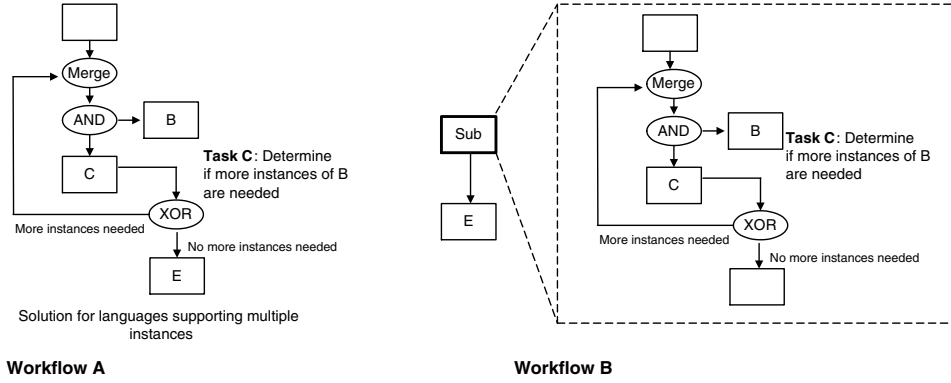 Merge
AND
B
C
Task C: Determine
if more instances of B
are needed
XOR
More instances needed
No more instances needed
E
Solution for languages supporting multiple
instances
Workflow A
Sub
E
Merge
AND
B
C
Task C: Determine
if more instances of B
are needed
XOR
More instances needed
No more instances needed
Workflow B